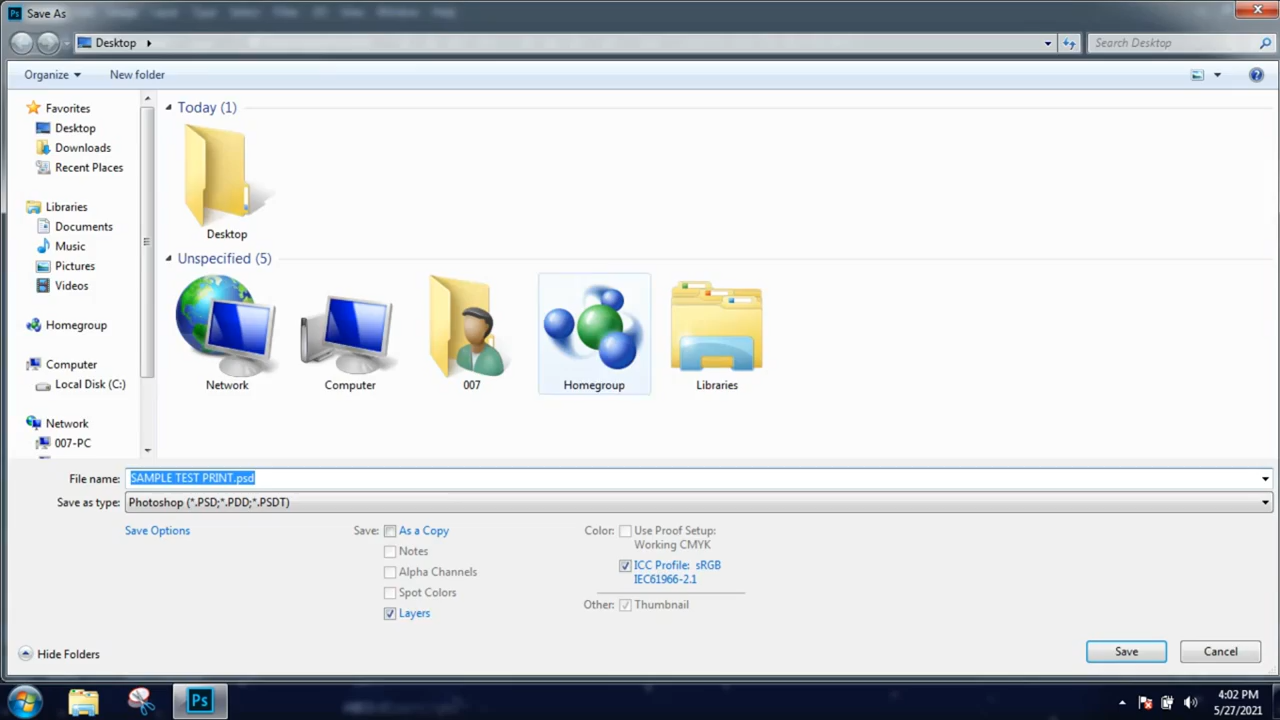 Save As
Desktop
Search Desktop
Organize
New folder
Favorites
Desktop
Downloads
Recent Places
Libraries
Documents
Music
Pictures
Videos
Homegroup
Computer
Local Disk (C:)
Network
007-PC
Today (1)
Desktop
Unspecified (5)
Network
Computer
007
Homegroup
Libraries
File name: SAMPLE TEST PRINT.psd
Save as type: Photoshop (*.PSD;*.PDD;*.PSDT)
Save Options
Save: As a Copy
Notes
Alpha Channels
Spot Colors
Layers
Color: Use Proof Setup:
Working CMYK
ICC Profile: sRGB
IEC61966-2.1
Other: Thumbnail
Hide Folders
Save
Cancel
Ps
4:02 PM
5/27/2021